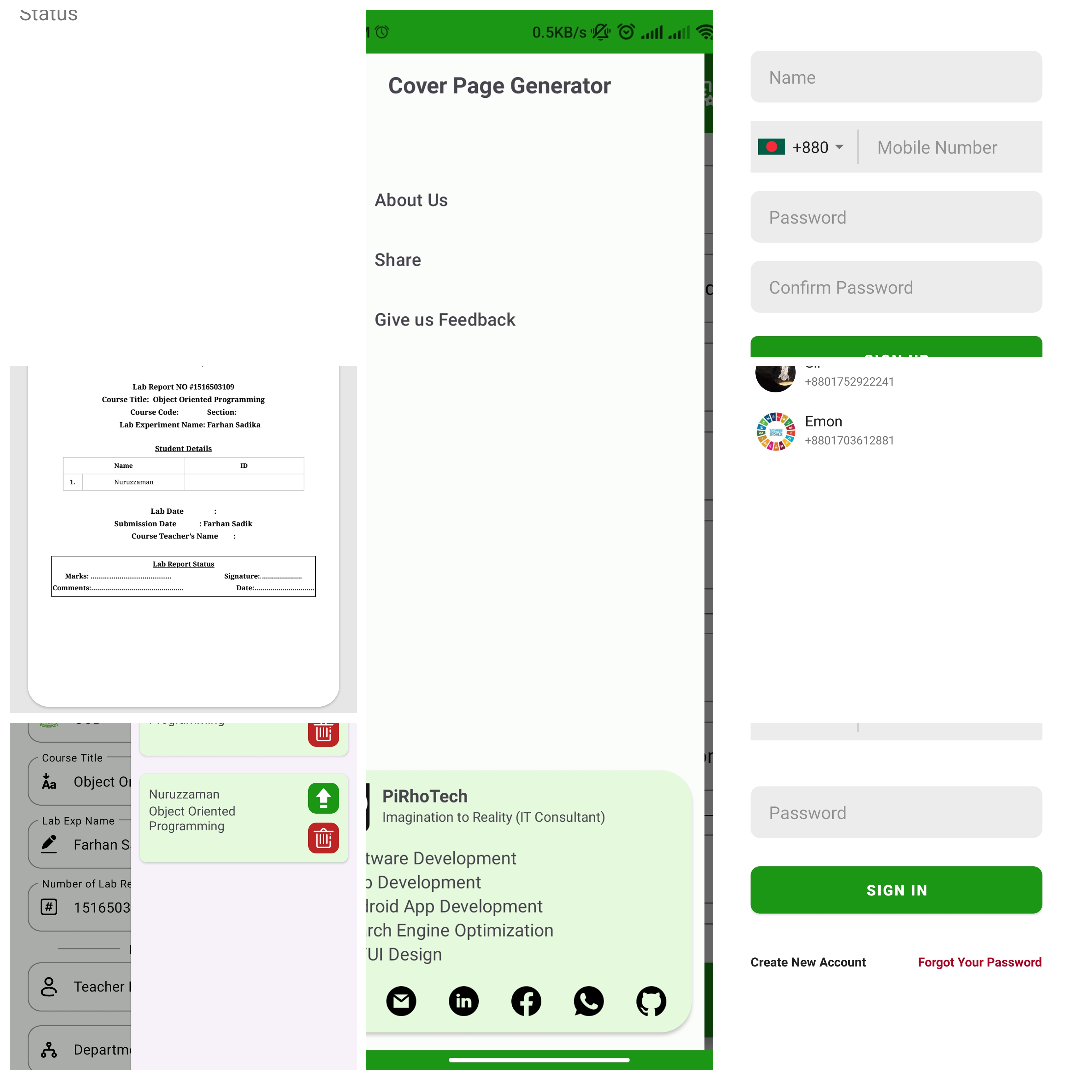 Status
Lab Report NO #1516503109
Course Title: Object Oriented Programming
Course Code: Section:
Lab Experiment Name: Farhan Sadika
Student Details
Name ID
1. Nuruzzaman
Lab Date :
Submission Date : Farhan Sadik
Course Teacher's Name :
Lab Report Status
Marks: ........................................ Signature:....................
Comments:............................................. Date:.............................
Course Title
Object Or
Lab Exp Name
Farhan S
Number of Lab Re
1516503
Teacher
Departme
Programming
Nuruzzaman
Object Oriented
Programming
0.5KB/s
Cover Page Generator
About Us
Share
Give us Feedback
PiRhoTech
Imagination to Reality (IT Consultant)
tware Development
Development
droid App Development
rch Engine Optimization
UI Design
Name
+880 Mobile Number
Password
Confirm Password
SIGN UP
+8801752922241
Emon
+8801703612881
Password
SIGN IN
Create New Account Forgot Your Password